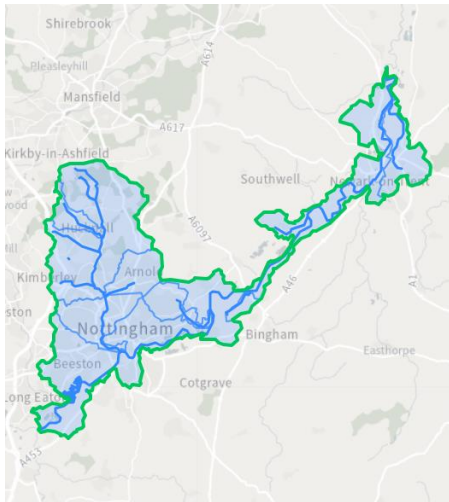 Shirebrook
A614
Pleasleyhill
Mansfield
A617
Kirkby-in-Ashfield
Southwell
A6097
Arnold
Kimberley
A46
A1
Nottingham
Bingham
Easthorpe
Beeston
Cotgrave
Long Eaton
A453